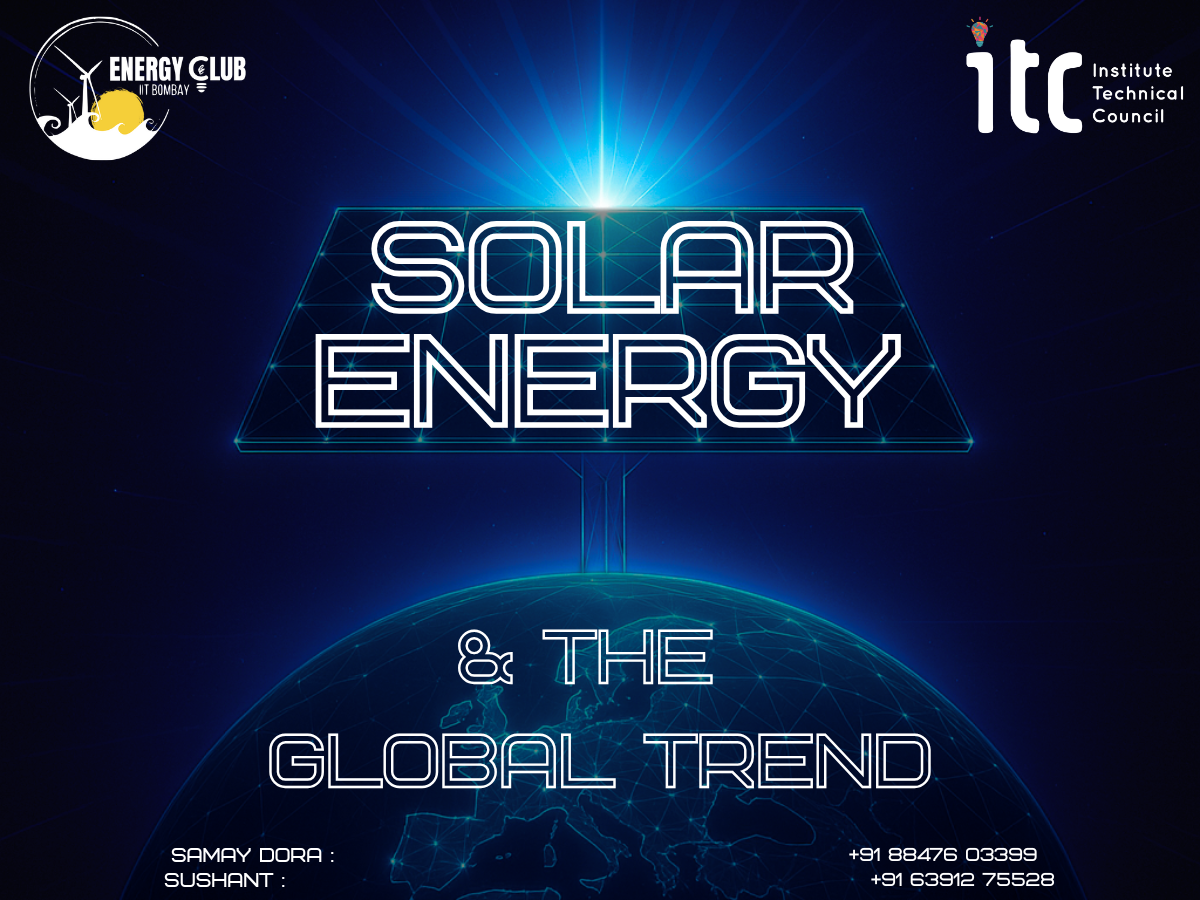 ENERGY CLUB
IIT BOMBAY
itc
Institute
Technical
Council
SOLAR
ENERGY
& THE
GLOBAL TREND
SAMAY DORA : +91 88476 03399
SUSHANT : +91 63912 75528